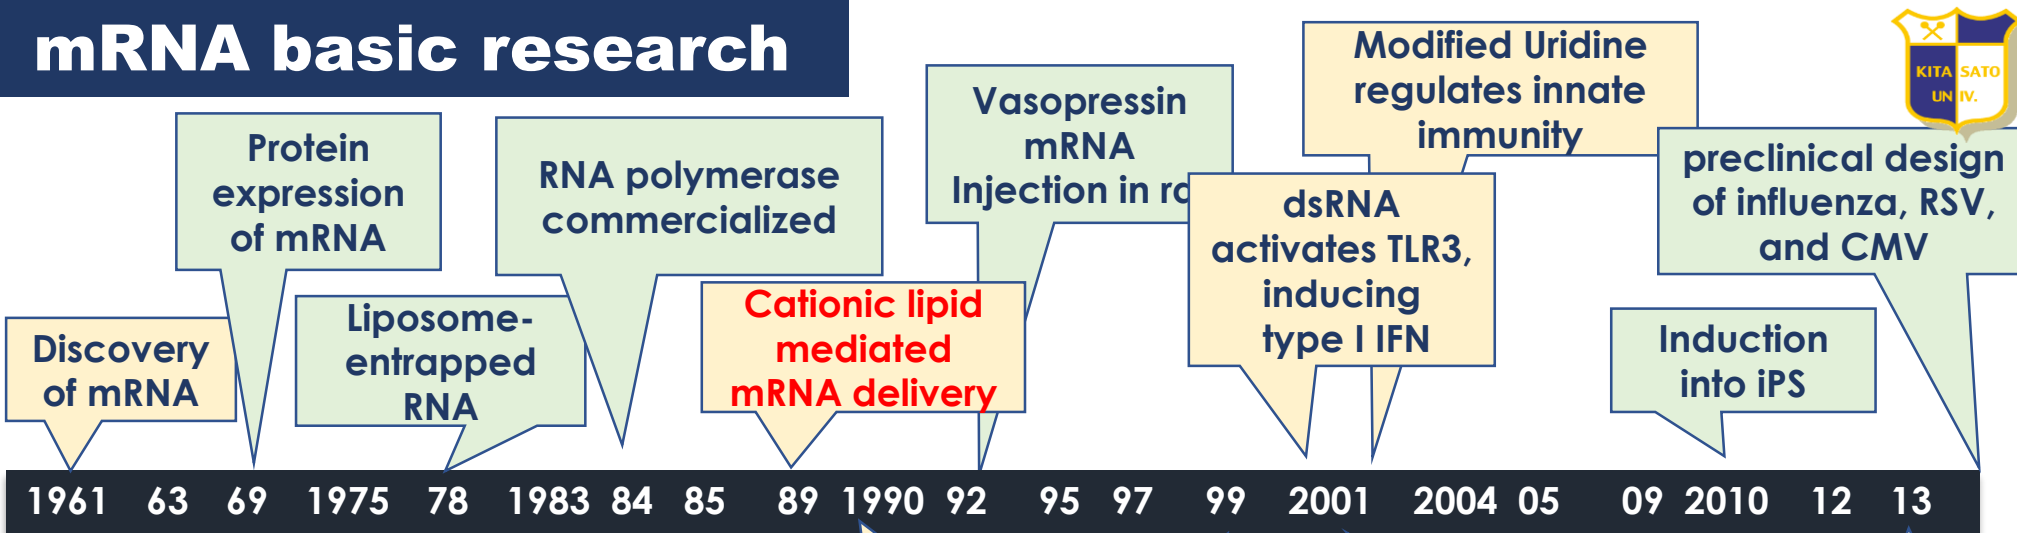 mRNA basic research
KITA SATO
UN IV.
Discovery
of mRNA
Protein
expression
of mRNA
Liposome-
entrapped
RNA
RNA polymerase
commercialized
Cationic lipid
mediated
mRNA delivery
Vasopressin
mRNA
Injection in
dsRNA
activates TLR3,
inducing
type I IFN
Modified Uridine
regulates innate
immunity
Induction
into iPS
preclinical design
of influenza, RSV,
and CMV
1961 63 69 1975 78 1983 84 85 89 1990 92 95 97 99 2001 2004 05 09 2010 12 13